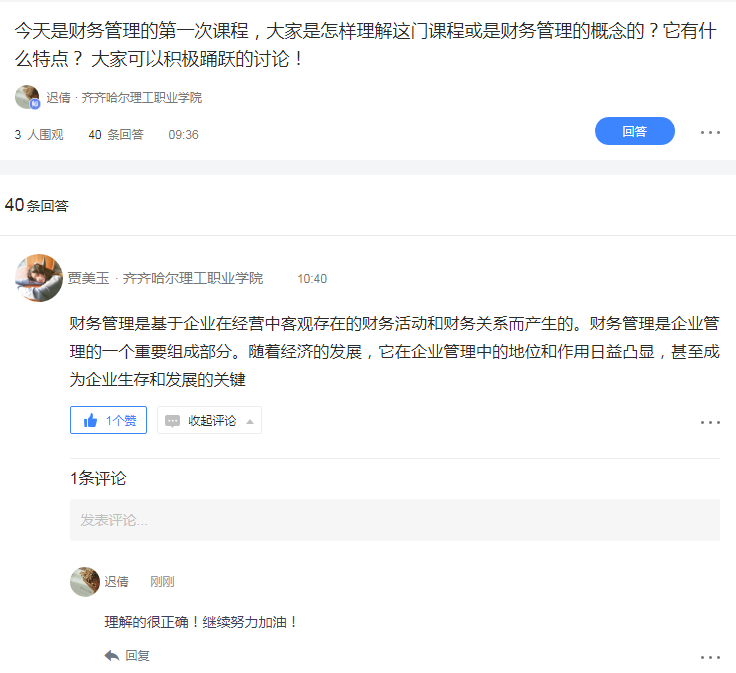 今天是财务管理的第一次课程，大家是怎样理解这门课程或是财务管理的概念的？它有什
么特点？ 大家可以积极踊跃的讨论！
迟倩 · 齐齐哈尔理工职业学院
3 人围观 40 条回答 09:36 回答
40条回答
贾美玉 · 齐齐哈尔理工职业学院 10:40
财务管理是基于企业在经营中客观存在的财务活动和财务关系而产生的。财务管理是企业管
理的一个重要组成部分。随着经济的发展，它在企业管理中的地位和作用日益凸显，甚至成
为企业生存和发展的关键
1个赞 收起评论
1条评论
发表评论...
迟倩 刚刚
理解的很正确！继续努力加油！
回复